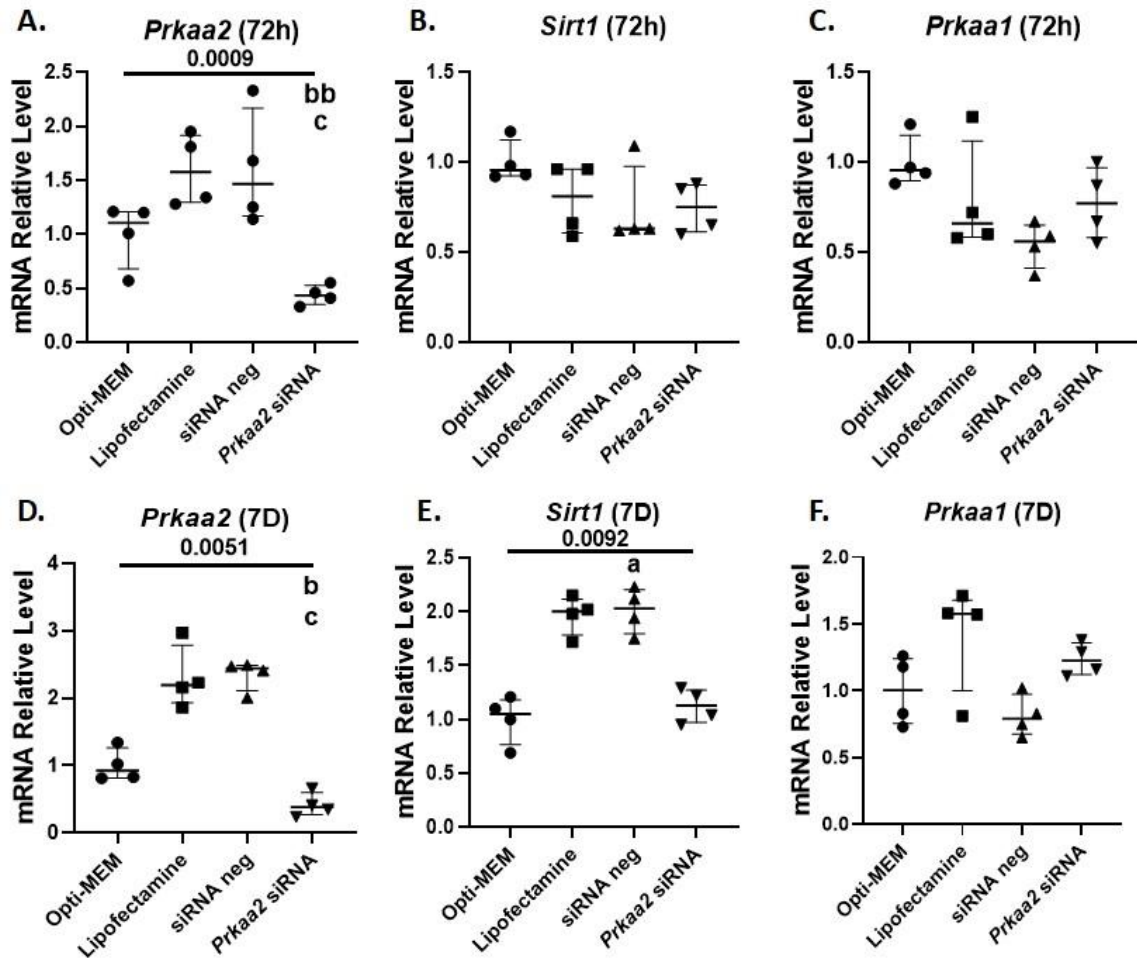 A.
Prkaa2 (72h)
0.0009
bb
c
mRNA Relative Level
2.5
2.0
1.5
1.0
0.5
0.0
Opti-MEM
Lipofectamine
siRNA neg
Prkaa2 siRNA
B.
Sirt1 (72h)
mRNA Relative Level
1.5
1.0
0.5
0.0
Opti-MEM
Lipofectamine
siRNA neg
Prkaa2 siRNA
C.
Prkaa1 (72h)
mRNA Relative Level
1.5
1.0
0.5
0.0
Opti-MEM
Lipofectamine
siRNA neg
Prkaa2 siRNA
D.
Prkaa2 (7D)
0.0051
b
c
mRNA Relative Level
4
3
2
1
0
Opti-MEM
Lipofectamine
siRNA neg
Prkaa2 siRNA
E.
Sirt1 (7D)
0.0092
a
mRNA Relative Level
2.5
2.0
1.5
1.0
0.5
0.0
Opti-MEM
Lipofectamine
siRNA neg
Prkaa2 siRNA
F.
Prkaa1 (7D)
mRNA Relative Level
2.0
1.5
1.0
0.5
0.0
Opti-MEM
Lipofectamine
siRNA neg
Prkaa2 siRNA